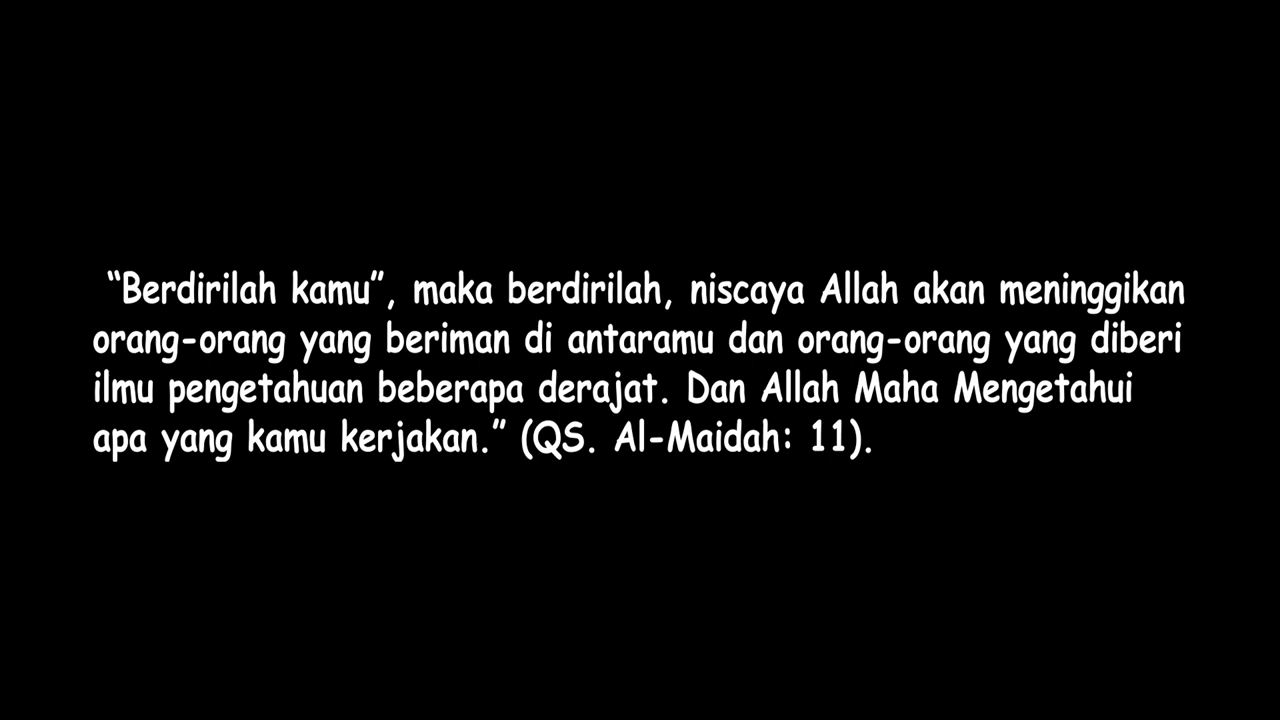 “Berdirilah kamu”, maka berdirilah, niscaya Allah akan meninggikan
orang-orang yang beriman di antaramu dan orang-orang yang diberi
ilmu pengetahuan beberapa derajat. Dan Allah Maha Mengetahui
apa yang kamu kerjakan.” (QS. Al-Maidah: 11).